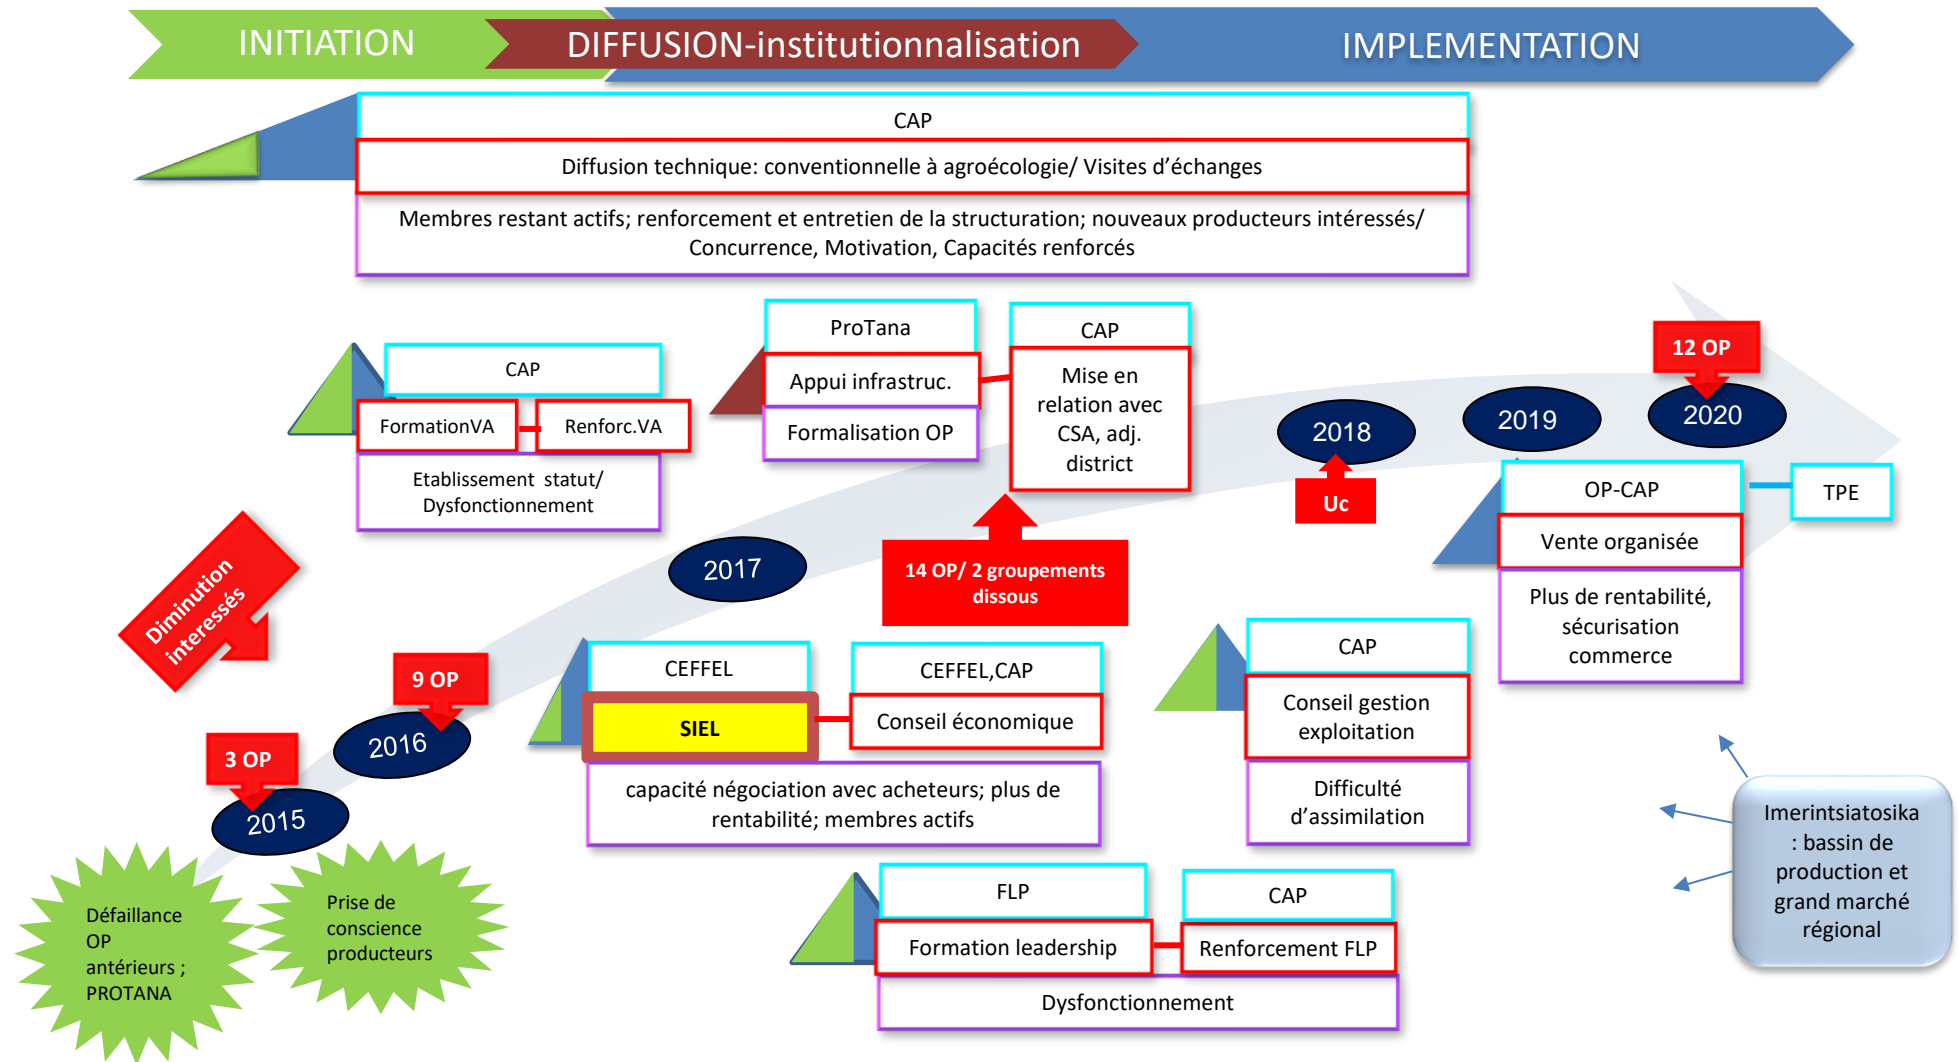 INITIATION
DIFFUSION-institutionnalisation
IMPLEMENTATION
CAP
Diffusion technique: conventionnelle à agroécologie/ Visites d’échanges
Membres restant actifs; renforcement et entretien de la structuration; nouveaux producteurs intéressés/
Concurrence, Motivation, Capacités renforcés
CAP
FormationVA
Renforc.VA
Etablissement statut/
Dysfonctionnement
ProTana
Appui infrastruc.
Formalisation OP
CAP
Mise en
relation avec
CSA, adj.
district
12 OP
2020
2019
2018
Uc
OP-CAP
TPE
Vente organisée
Plus de rentabilité,
sécurisation
commerce
2017
14 OP/ 2 groupements
dissous
Diminution
interessés
9 OP
2016
3 OP
2015
CEFFEL
SIEL
CEFFEL,CAP
Conseil économique
capacité négociation avec acheteurs; plus de
rentabilité; membres actifs
CAP
Conseil gestion
exploitation
Difficulté
d’assimilation
Imerintsiatosika
: bassin de
production et
grand marché
régional
Défaillance
OP
antérieurs ;
PROTANA
Prise de
conscience
producteurs
FLP
Formation leadership
CAP
Renforcement FLP
Dysfonctionnement